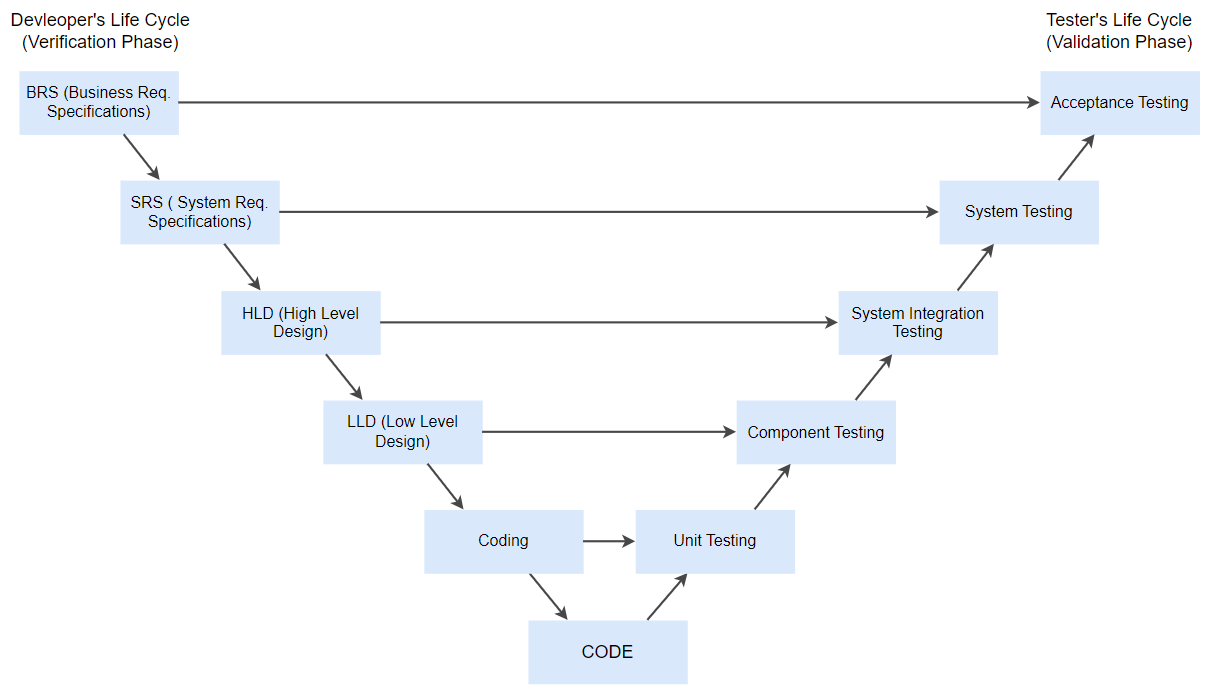 Devleoper's Life Cycle
(Verification Phase)
Tester's Life Cycle
(Validation Phase)
BRS (Business Req.
Specifications)
Acceptance Testing
SRS ( System Req.
Specifications)
System Testing
HLD (High Level
Design)
System Integration
Testing
LLD (Low Level
Design)
Component Testing
Coding
Unit Testing
CODE